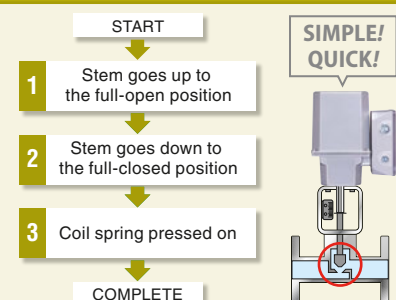 START
SIMPLE!
QUICK!
1
Stem goes up to
the full-open position
2
Stem goes down to
the full-closed position
3
Coil spring pressed on
COMPLETE